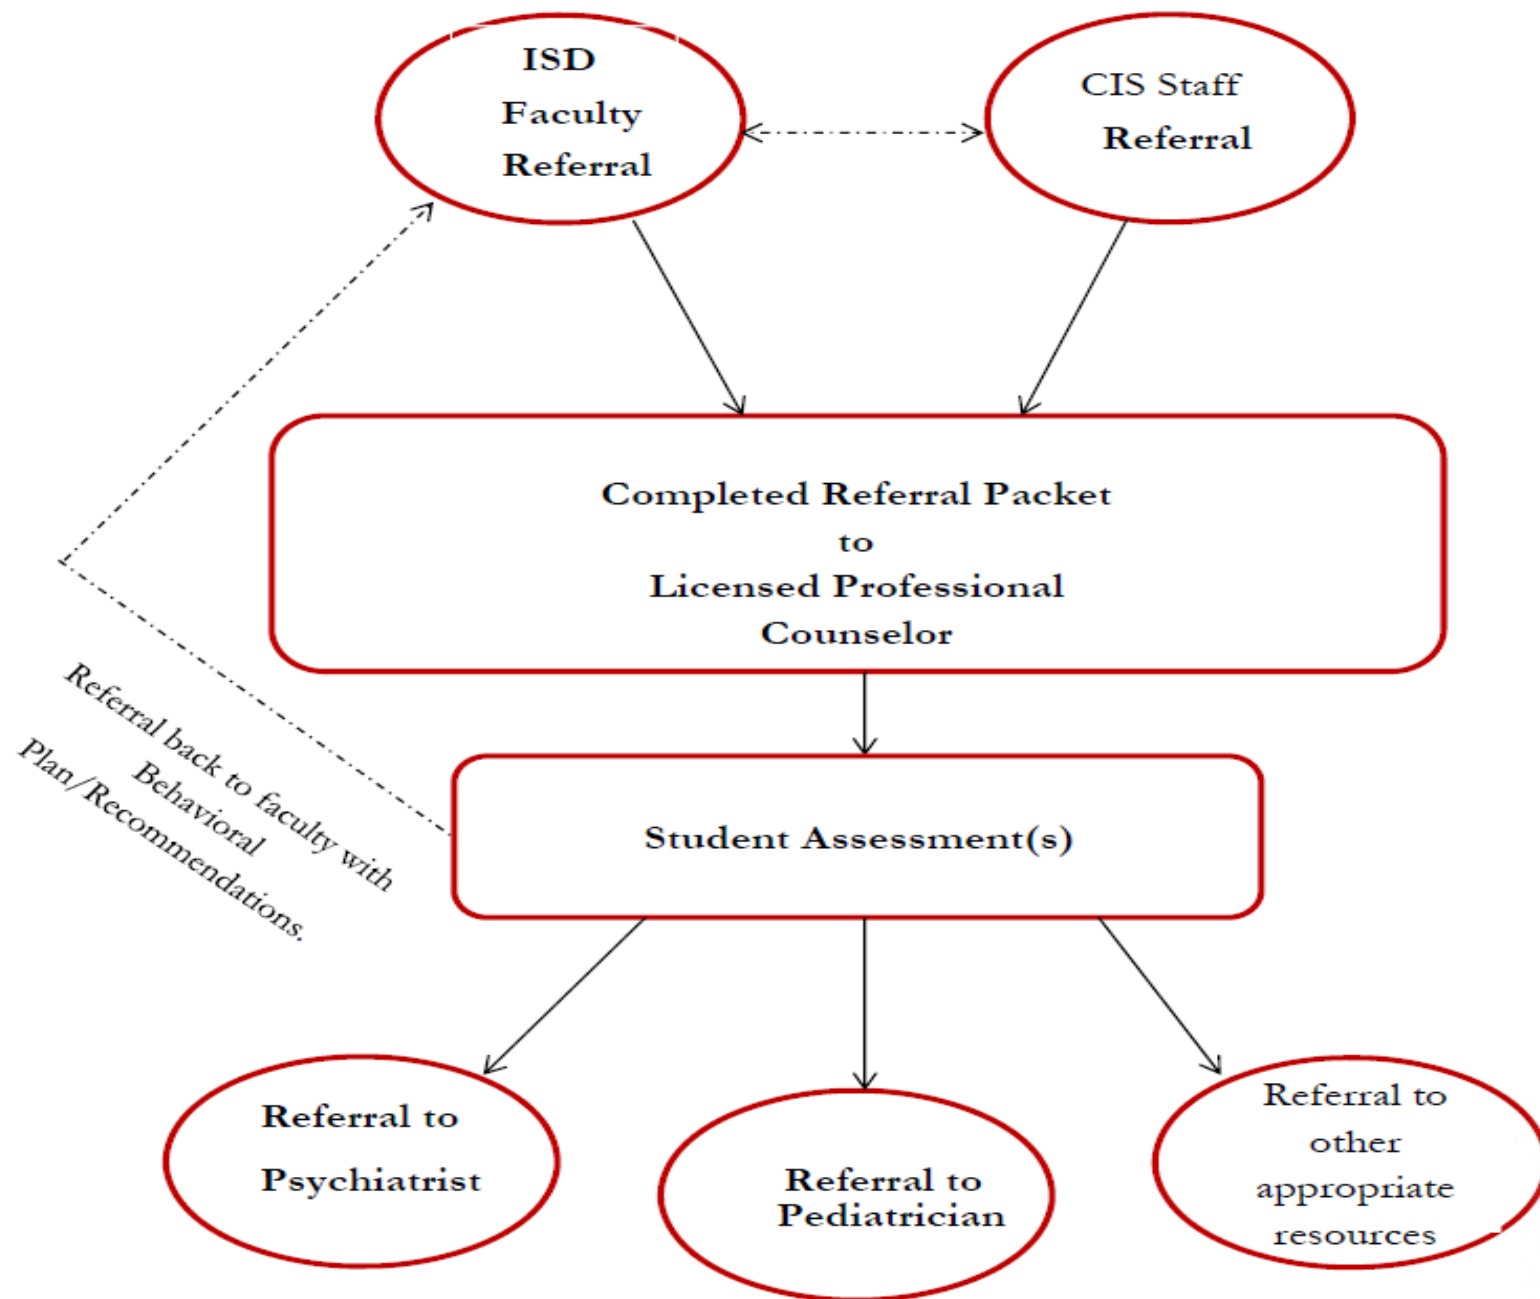 ISD
Faculty
Referral
CIS Staff
Referral
Completed Referral Packet
to
Licensed Professional
Counselor
Referral back to faculty with
Behavioral
Plan/Recommendations.
Student Assessment(s)
Referral to
Psychiatrist
Referral to
Pediatrician
Referral to
other
appropriate
resources